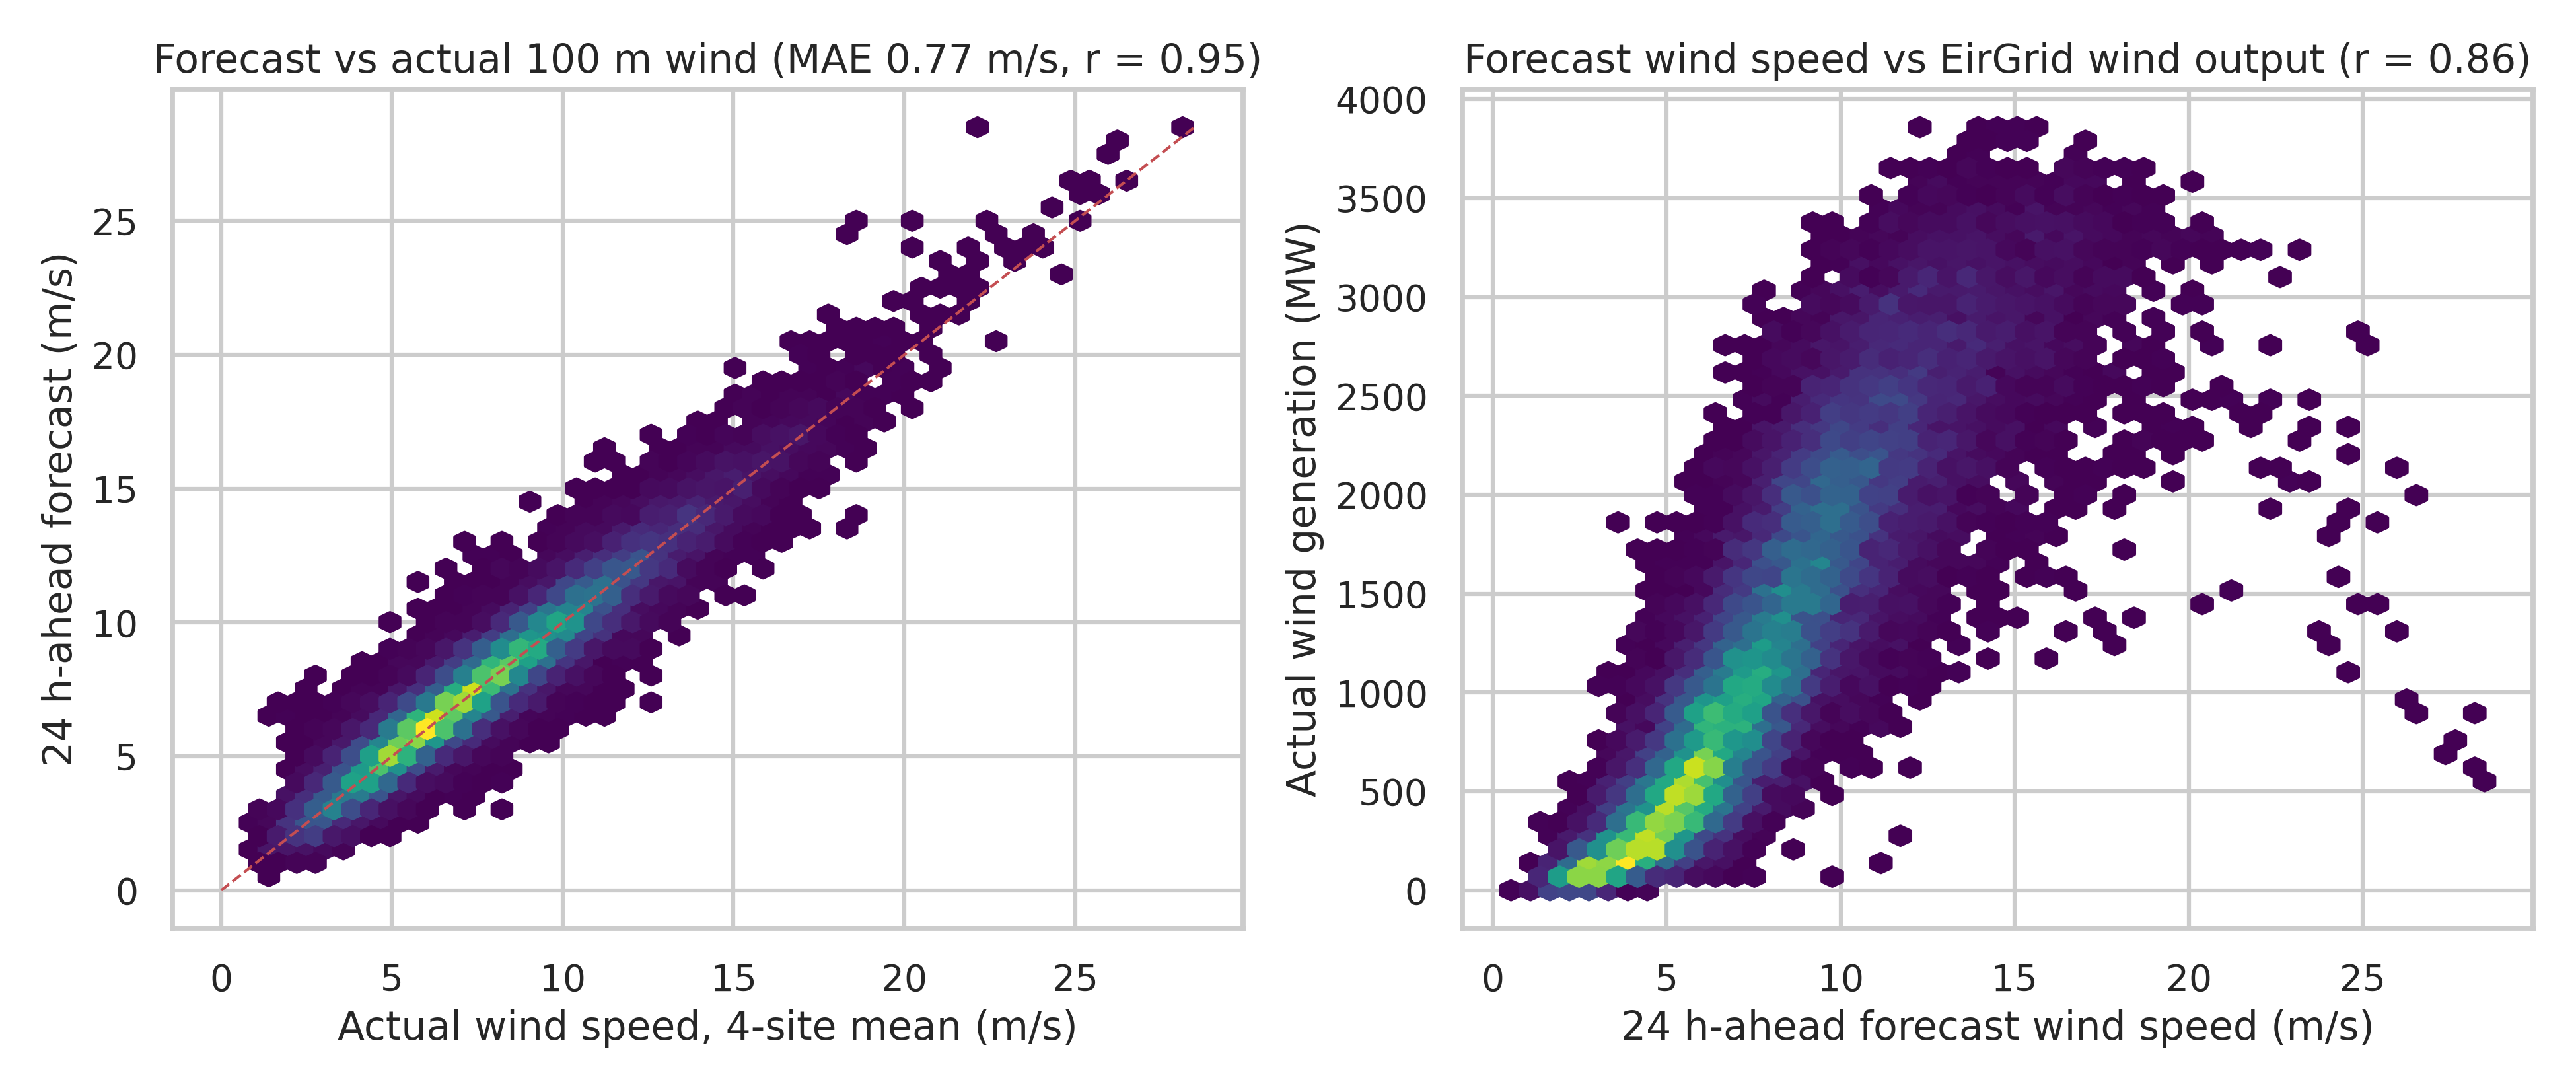 Forecast vs actual 100 m wind (MAE 0.77 m/s, r = 0.95)
24 h-ahead forecast (m/s)
25
20
15
10
5
0
0 5 10 15 20 25
Actual wind speed, 4-site mean (m/s)
Forecast wind speed vs EirGrid wind output (r = 0.86)
Actual wind generation (MW)
4000
3500
3000
2500
2000
1500
1000
500
0
0 5 10 15 20 25
24 h-ahead forecast wind speed (m/s)